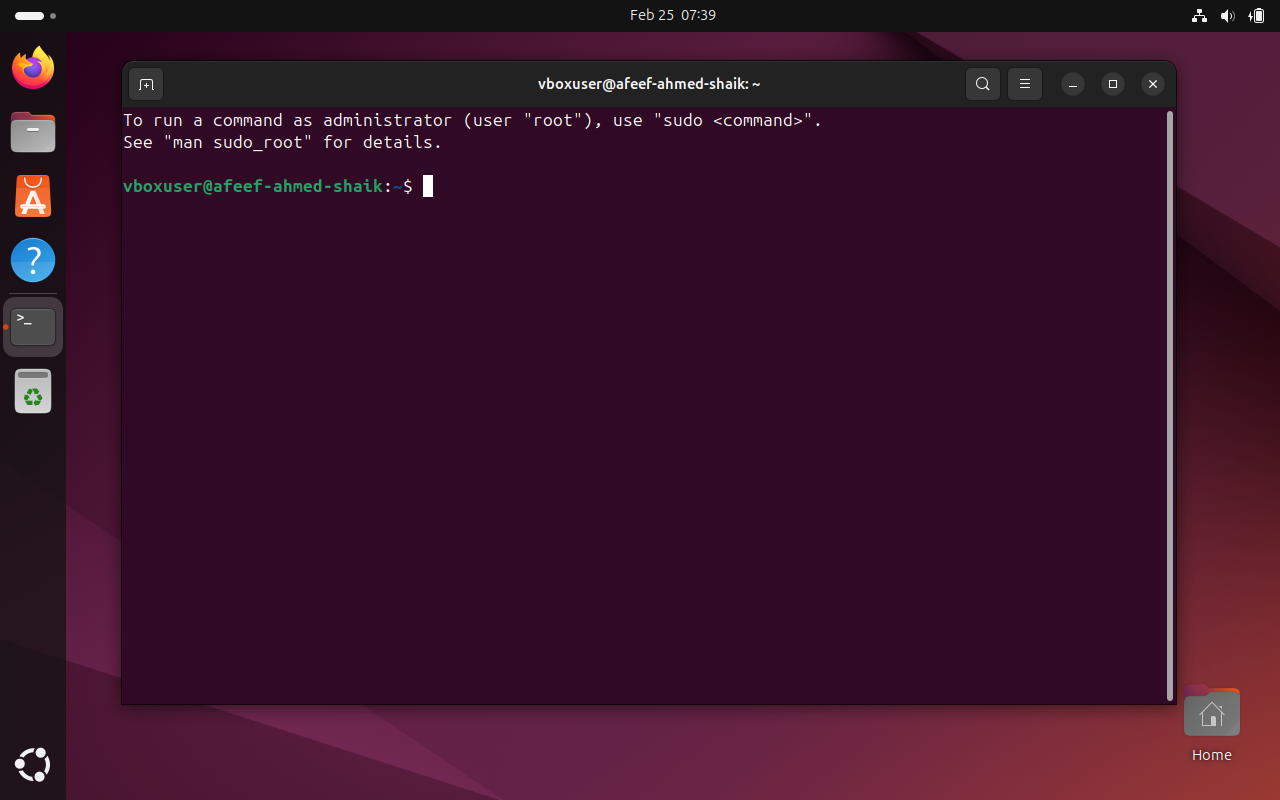 Feb 25 07:39
vboxuser@afeef-ahmed-shaik: ~
To run a command as administrator (user "root"), use "sudo <command>".
See "man sudo_root" for details.
vboxuser@afeef-ahmed-shaik:~$
>_
Home